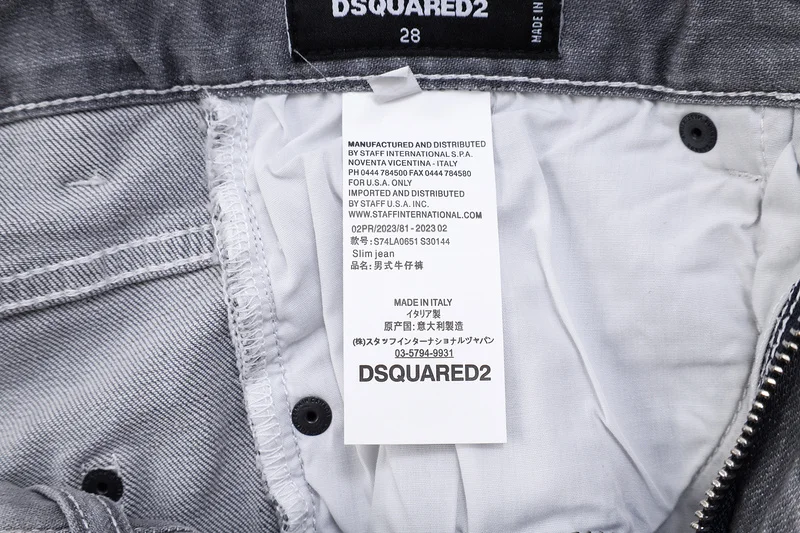 DSQUARED2
28
MADE IN
MANUFACTURED AND DISTRIBUTED
BY STAFF INTERNATIONAL S.P.A.
NOVENTA VICENTINA - ITALY
PH 0444 784500 FAX 0444 784580
FOR U.S.A. ONLY
IMPORTED AND DISTRIBUTED
BY STAFF U.S.A. INC.
WWW.STAFFINTERNATIONAL.COM
02PR/2023/81 - 2023 02
款号: S74LA0651 S30144
Slim jean
品名: 男式牛仔裤
MADE IN ITALY
イタリア製
原产国: 意大利製造
(株)スタッフインターナショナルヅャパン
03-5794-9931
DSQUARED2